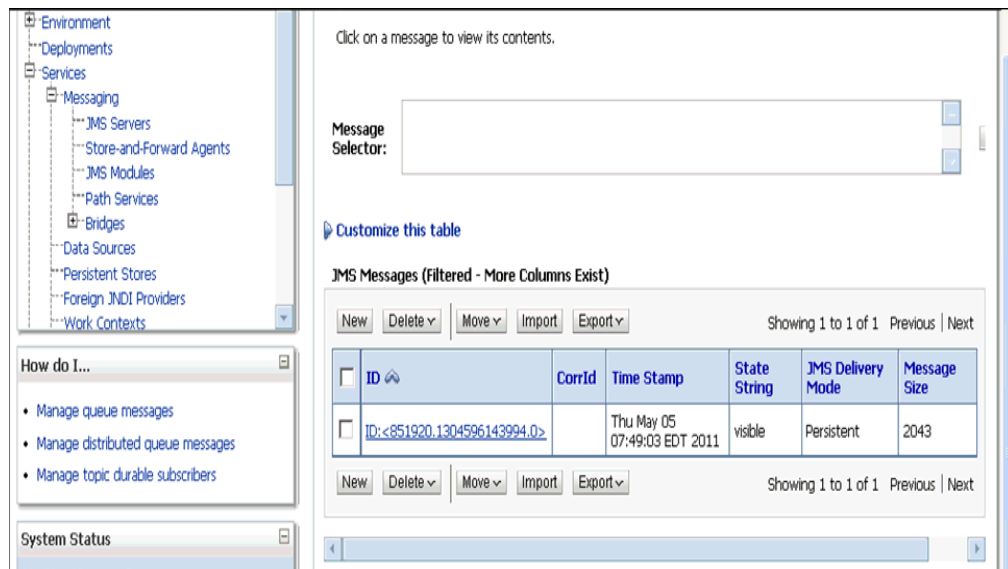 Environment
Deployments
Services
Messaging
JMS Servers
Store-and-Forward Agents
JMS Modules
Path Services
Bridges
Data Sources
Persistent Stores
Foreign JNDI Providers
Work Contexts
How do I...
Manage queue messages
Manage distributed queue messages
Manage topic durable subscribers
System Status
Click on a message to view its contents.
Message
Selector:
Customize this table
JMS Messages (Filtered - More Columns Exist)
New Delete Move Import Export Showing 1 to 1 of 1 Previous | Next
ID CorrId Time Stamp State String JMS Delivery Mode Message Size
ID:<851920.1304596143994.0> Thu May 05 07:49:03 EDT 2011 visible Persistent 2043
New Delete Move Import Export Showing 1 to 1 of 1 Previous | Next